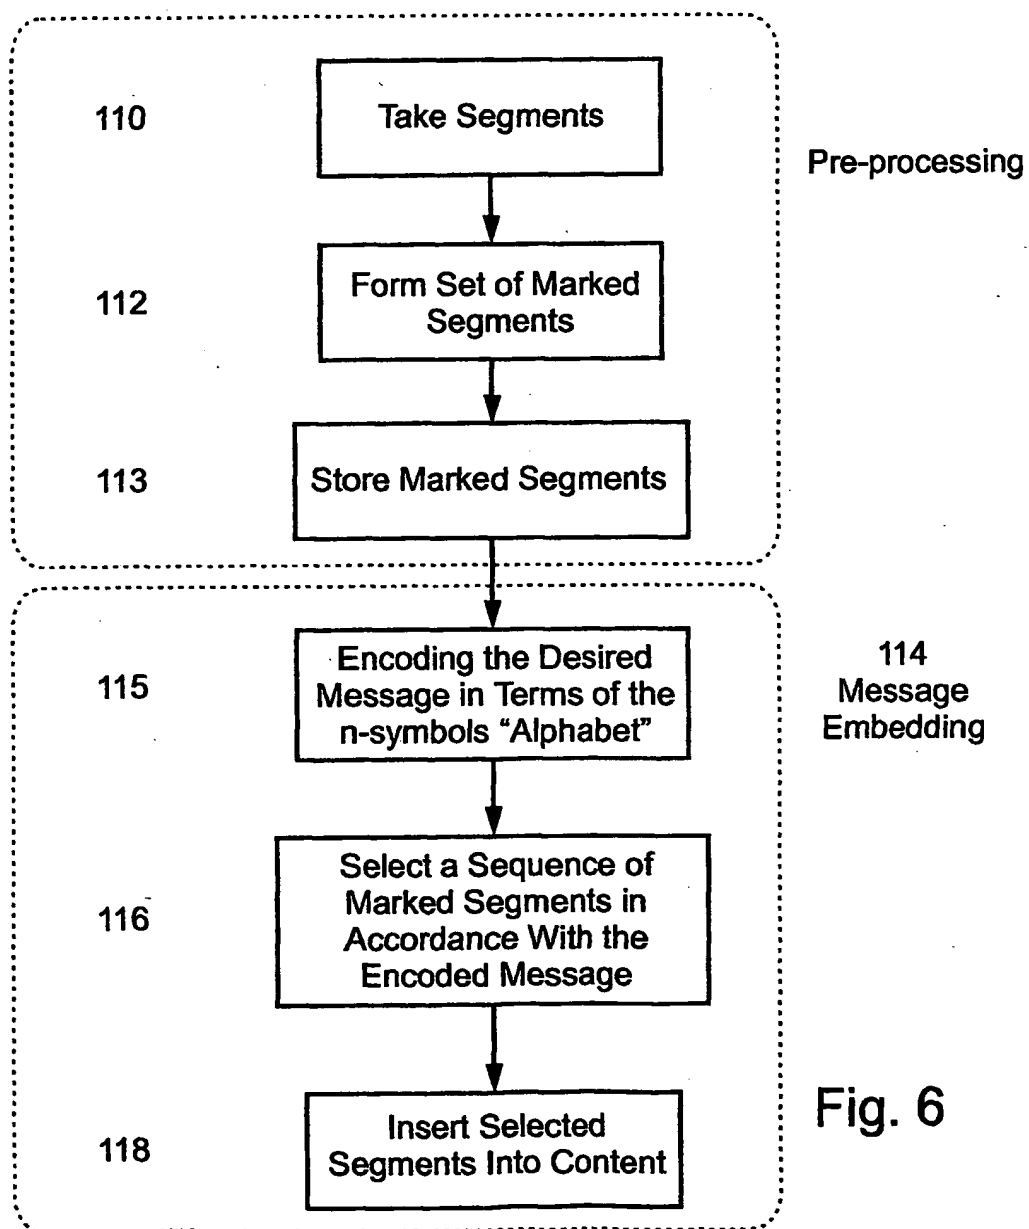 110
Take Segments
Pre-processing
112
Form Set of Marked
Segments
113
Store Marked Segments
115
Encoding the Desired
Message in Terms of the
n-symbols “Alphabet”
114
Message
Embedding
116
Select a Sequence of
Marked Segments in
Accordance With the
Encoded Message
118
Insert Selected
Segments Into Content
Fig. 6